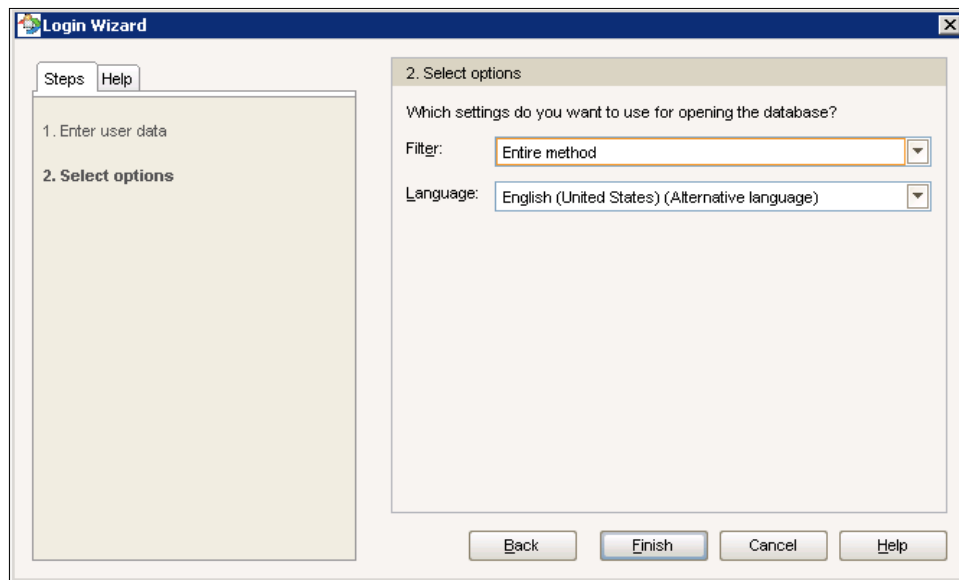 Login Wizard
Steps Help
1. Enter user data
2. Select options
2. Select options
Which settings do you want to use for opening the database?
Filter: Entire method
Language: English (United States) (Alternative language)
Back Finish Cancel Help